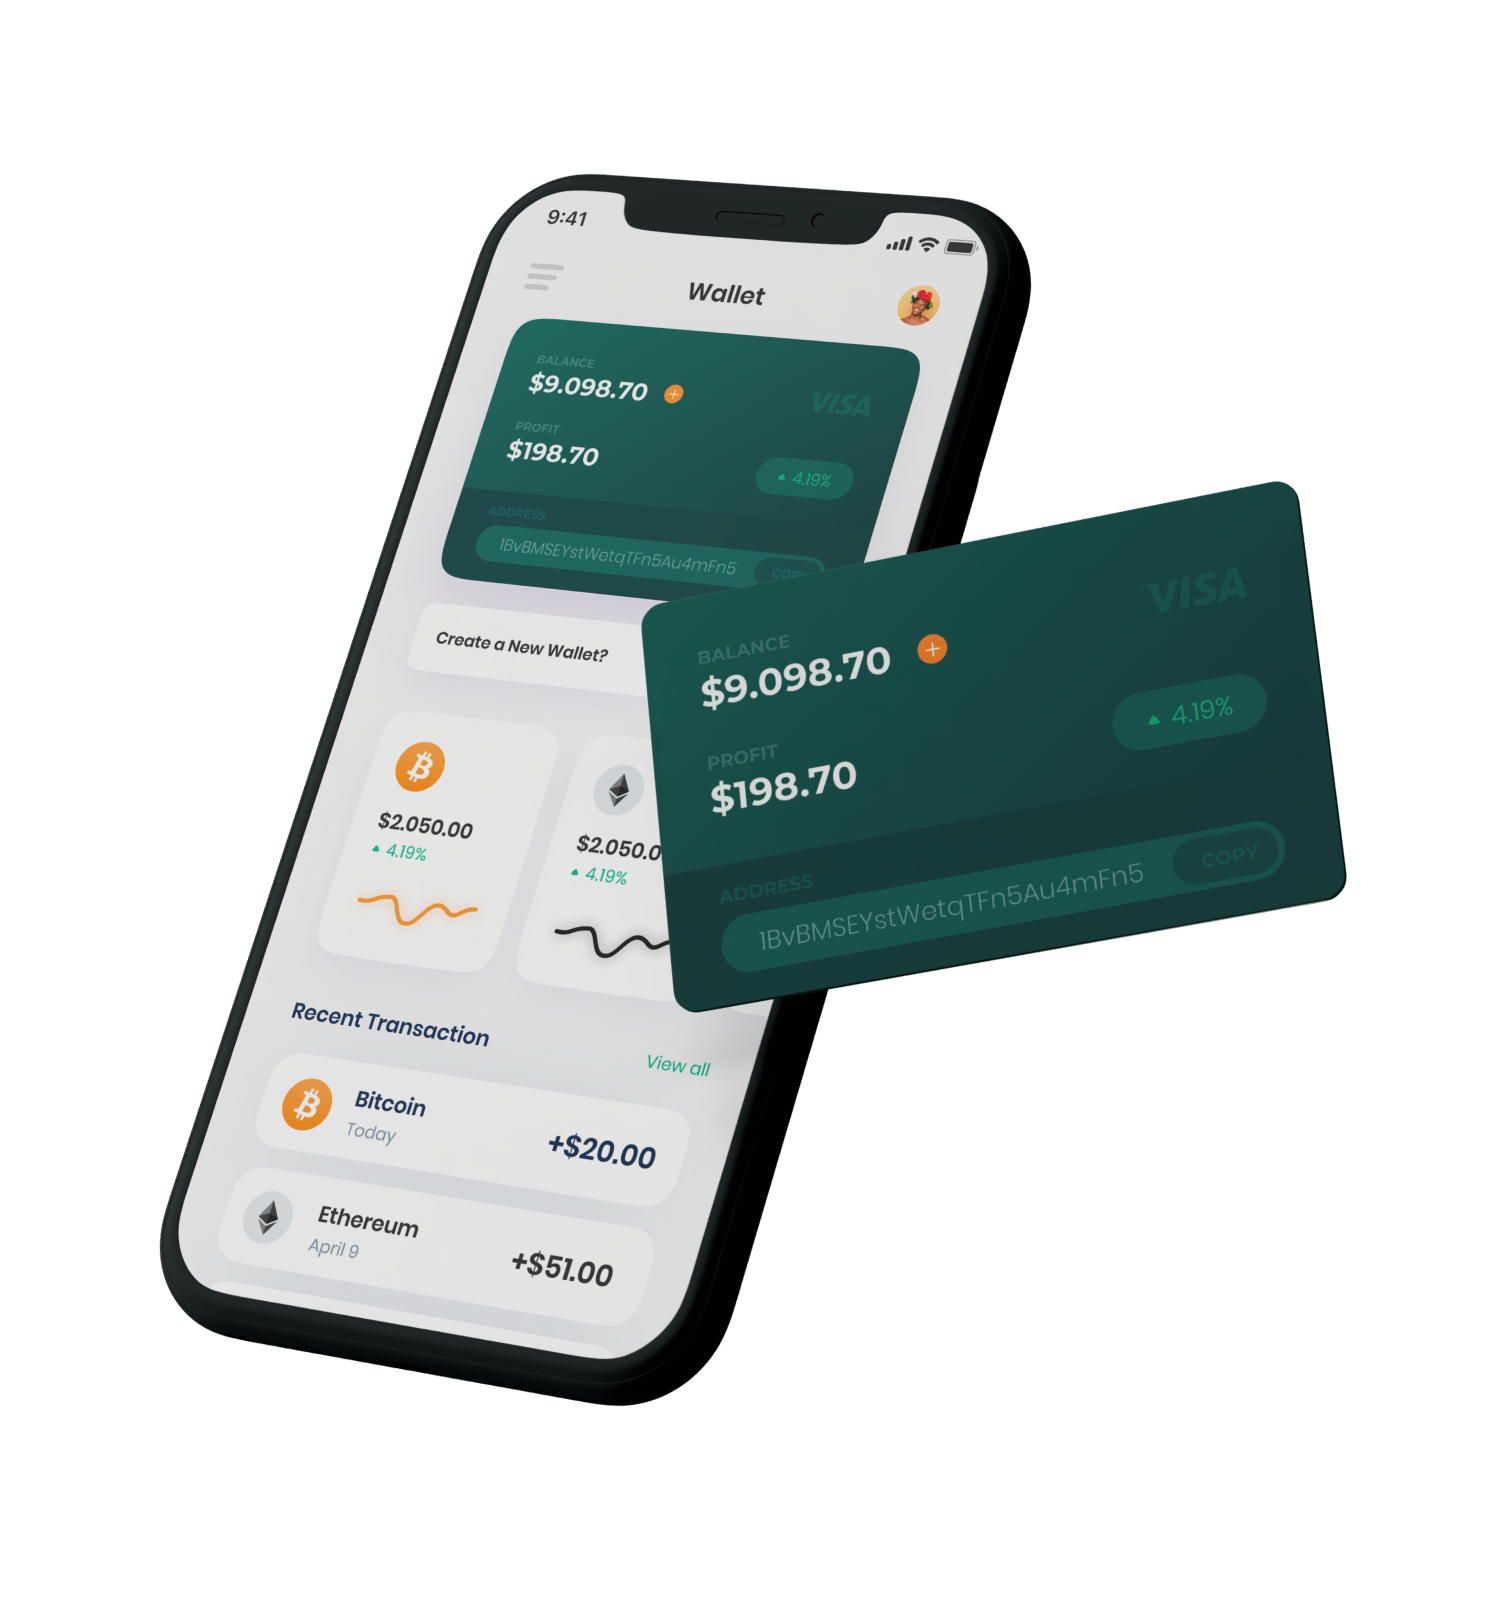 9:41
Wallet
BALANCE
$9.098.70
VISA
PROFIT
$198.70
4.19%
ADDRESS
1BvBMSEYstWetqTFn5Au4mFn5
COPY
Create a New Wallet?
$2.050.00
4.19%
$2.050.0
4.19%
Recent Transaction
View all
Bitcoin
Today
+$20.00
Ethereum
April 9
+$51.00
VISA
BALANCE
$9.098.70
PROFIT
$198.70
4.19%
ADDRESS
1BvBMSEYstWetqTFn5Au4mFn5
COPY